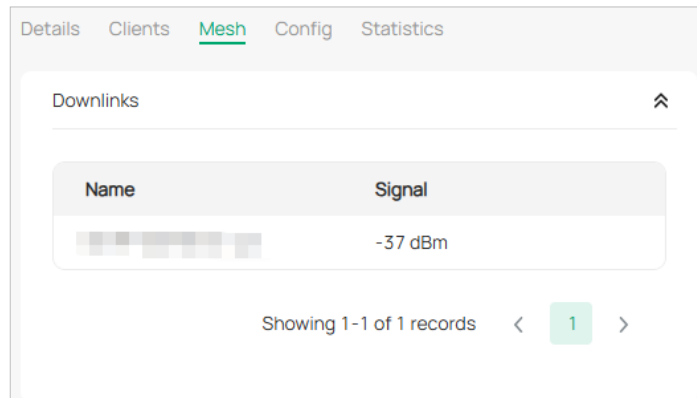 Details Clients Mesh Config Statistics
Downlinks
Name Signal
-37 dBm
Showing 1-1 of 1 records 1